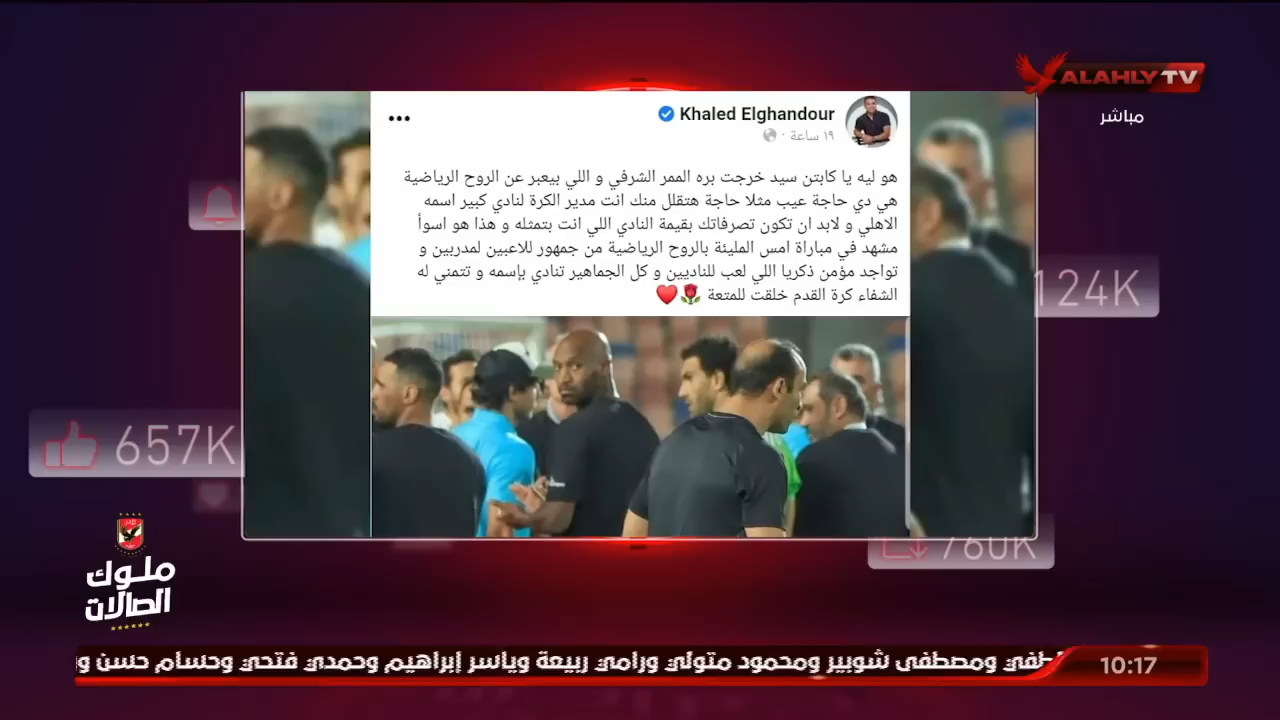 ALAHLY TV
مباشر
Khaled Elghandour
١٩ ساعة ·
هو ليه يا كابتن سيد خرجت بره الممر الشرفي و اللي بيعبر عن الروح الرياضية
هي دي حاجة عيب مثلا حاجة هتقلل منك انت مدير الكرة لنادي كبير اسمه
الاهلي و لابد ان تكون تصرفاتك بقيمة النادي اللي انت بتمثله و هذا هو اسوأ
مشهد في مباراة امس المليئة بالروح الرياضية من جمهور للاعبين لمدربين و
تواجد مؤمن ذكريا اللي لعب للناديين و كل الجماهير تنادي بإسمه و تتمني له
الشفاء كرة القدم خلقت للمتعة 🌹❤️
124K
657K
760K
ملوك
الصالات
ومصطفى شوبير ومحمود متولي ورامي ربيعة وياسر إبراهيم وحمدي فتحي وحسام حسن
10:17